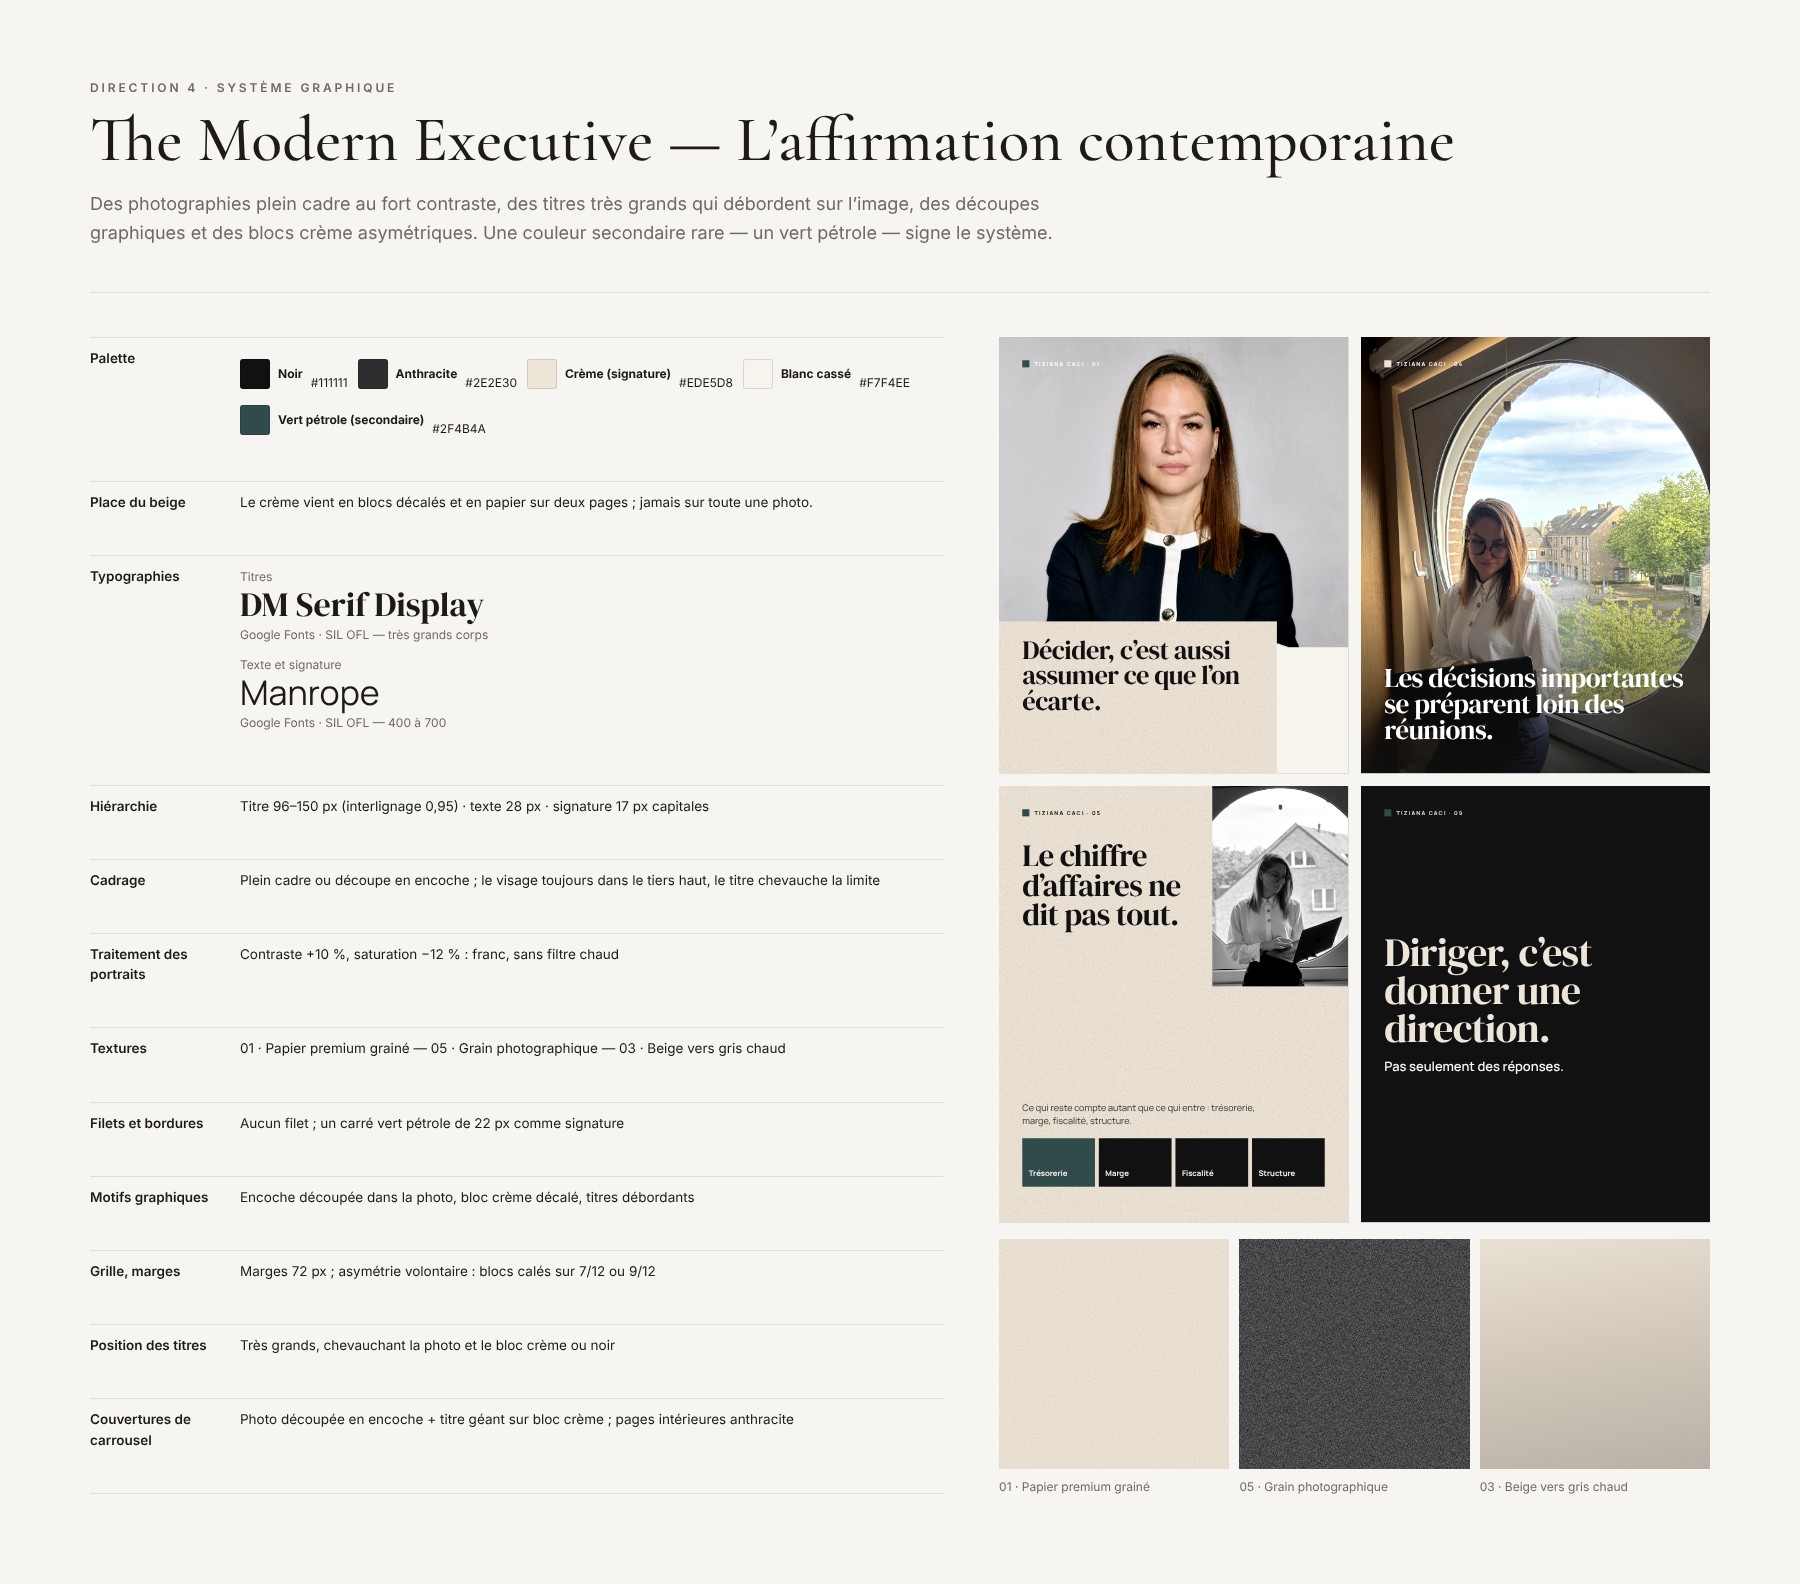 DIRECTION 4 · SYSTÈME GRAPHIQUE
The Modern Executive — L’affirmation contemporaine
Des photographies plein cadre au fort contraste, des titres très grands qui débordent sur l’image, des découpes
graphiques et des blocs crème asymétriques. Une couleur secondaire rare — un vert pétrole — signe le système.
Palette
Noir #111111
Anthracite #2E2E30
Crème (signature) #EDE5D8
Blanc cassé #F7F4EE
Vert pétrole (secondaire) #2F4B4A
Place du beige
Le crème vient en blocs décalés et en papier sur deux pages ; jamais sur toute une photo.
Typographies
Titres
DM Serif Display
Google Fonts · SIL OFL — très grands corps
Texte et signature
Manrope
Google Fonts · SIL OFL — 400 à 700
Hiérarchie
Titre 96–150 px (interlignage 0,95) · texte 28 px · signature 17 px capitales
Cadrage
Plein cadre ou découpe en encoche ; le visage toujours dans le tiers haut, le titre chevauche la limite
Traitement des
portraits
Contraste +10 %, saturation −12 % : franc, sans filtre chaud
Textures
01 · Papier premium grainé — 05 · Grain photographique — 03 · Beige vers gris chaud
Filets et bordures
Aucun filet ; un carré vert pétrole de 22 px comme signature
Motifs graphiques
Encoche découpée dans la photo, bloc crème décalé, titres débordants
Grille, marges
Marges 72 px ; asymétrie volontaire : blocs calés sur 7/12 ou 9/12
Position des titres
Très grands, chevauchant la photo et le bloc crème ou noir
Couvertures de
carrousel
Photo découpée en encoche + titre géant sur bloc crème ; pages intérieures anthracite
TIZIANA CACI · 01
Décider, c’est aussi
assumer ce que l’on
écarte.
TIZIANA CACI · 04
Les décisions importantes
se préparent loin des
réunions.
TIZIANA CACI · 05
Le chiffre
d’affaires ne
dit pas tout.
Ce qui reste compte autant que ce qui entre : trésorerie,
marge, fiscalité, structure.
Trésorerie
Marge
Fiscalité
Structure
TIZIANA CACI · 09
Diriger, c’est
donner une
direction.
Pas seulement des réponses.
01 · Papier premium grainé
05 · Grain photographique
03 · Beige vers gris chaud